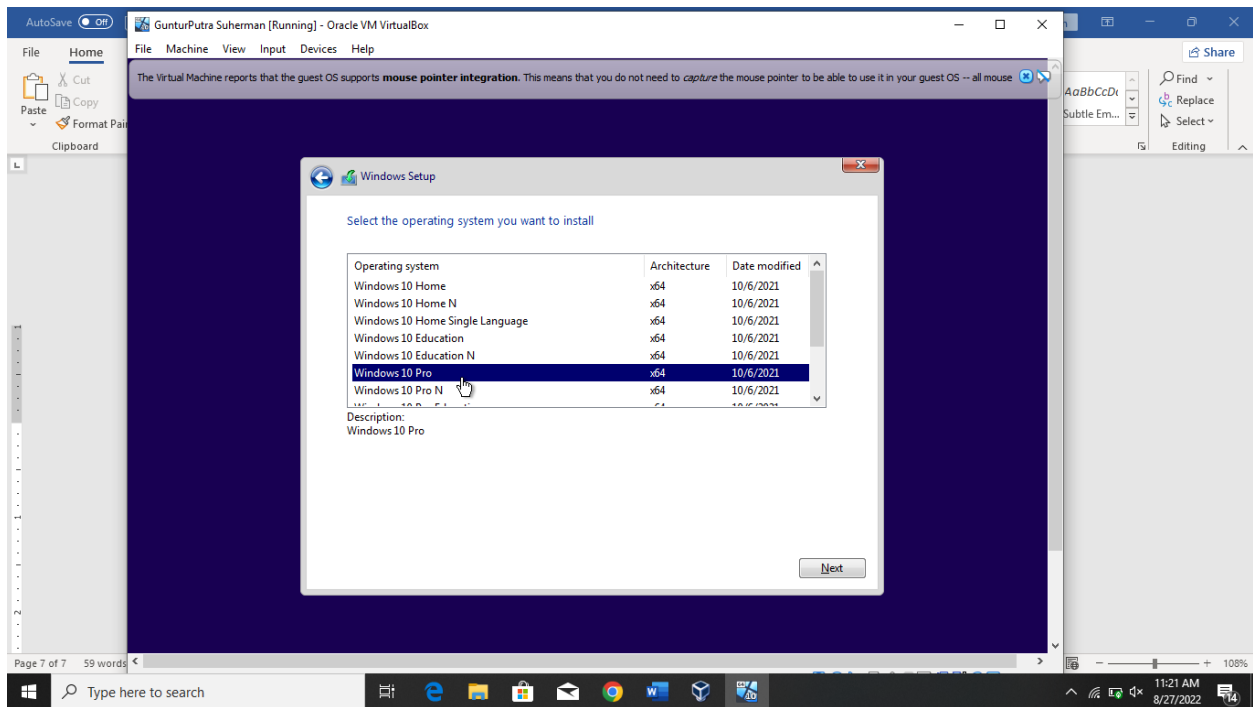 AutoSave Off
GunturPutra Suherman [Running] - Oracle VM VirtualBox
File Machine View Input Devices Help
The Virtual Machine reports that the guest OS supports mouse pointer integration. This means that you do not need to capture the mouse pointer to be able to use it in your guest OS -- all mouse
File Home
Share
Cut
Copy
Paste
Format Pai
Clipboard
AaBbCcDc
Subtle Em...
Find
Replace
Select
Editing
Windows Setup
Select the operating system you want to install
Operating system Architecture Date modified
Windows 10 Home x64 10/6/2021
Windows 10 Home N x64 10/6/2021
Windows 10 Home Single Language x64 10/6/2021
Windows 10 Education x64 10/6/2021
Windows 10 Education N x64 10/6/2021
Windows 10 Pro x64 10/6/2021
Windows 10 Pro N x64 10/6/2021
Description:
Windows 10 Pro
Next
Page 7 of 7 59 words
108%
Type here to search
11:21 AM
8/27/2022
14